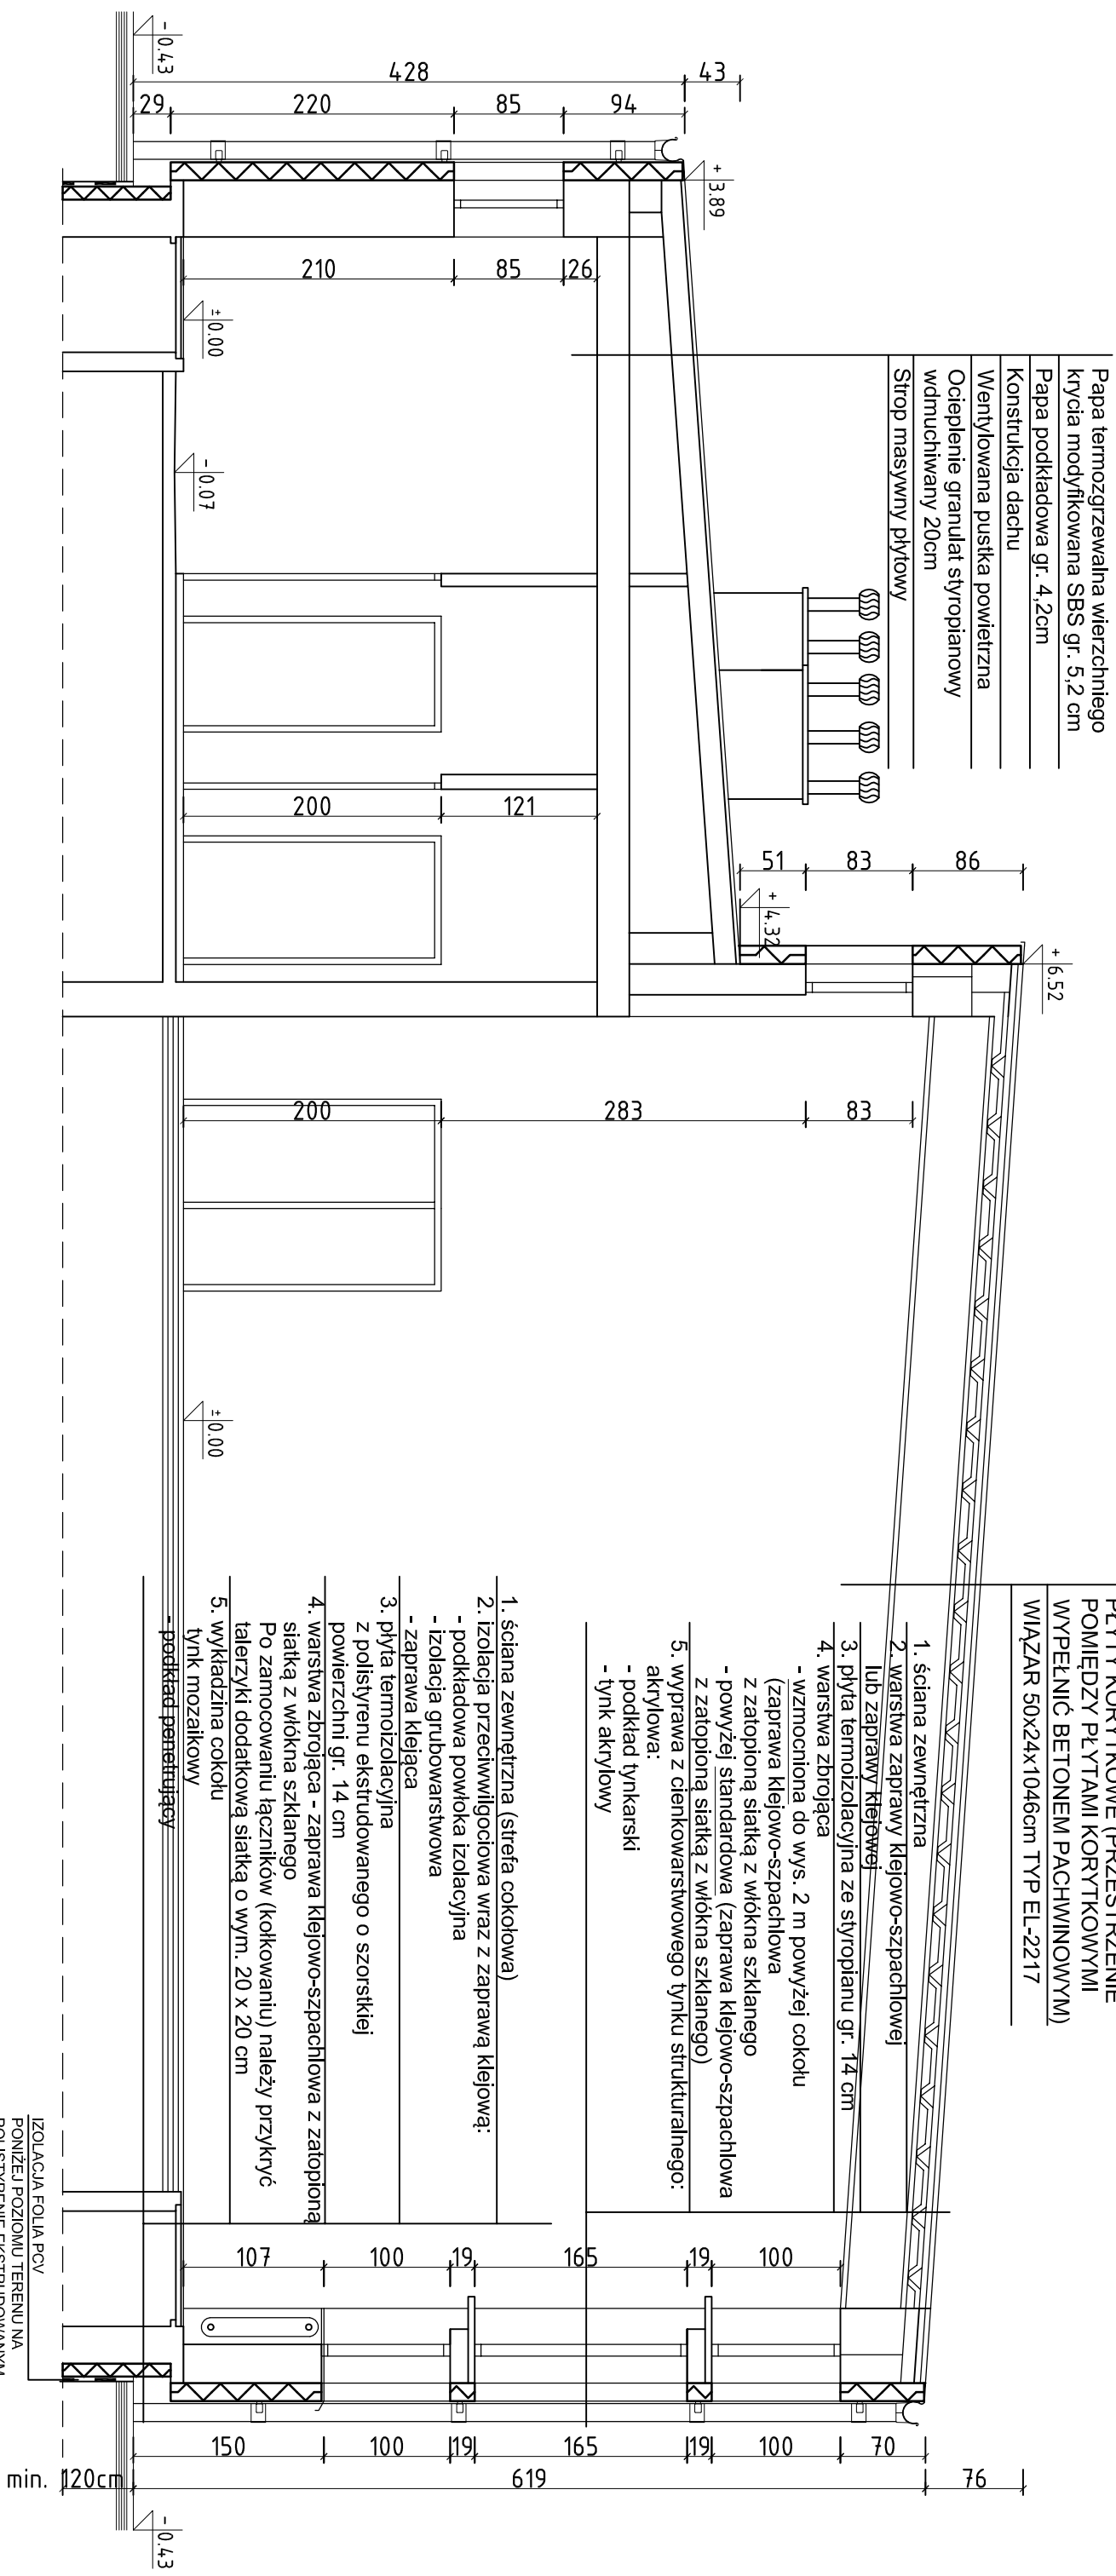 Papa termozgrzewalna wierzchniego
krycia modyfikowana SBS gr. 5,2 cm
Papa podkładowa gr. 4,2cm
Konstrukcja dachu
Wentylowana pustka powietrzna
Ocieplenie granulat styropianowy
wdmuchiwany 20cm
Strop masywny płytowy
PŁYTY KORYTKOWE (PRZESTRZENIE
POMIĘDZY PŁYTAMI KORYTKOWYMI
WYPEŁNIĆ BETONEM PACHWINOWYM)
WIĄZAR 50x24x1046cm TYP EL-2217
1. ściana zewnętrzna
2. warstwa zaprawy klejowo-szpachlowej
lub zaprawy klejowej
3. płyta termoizolacyjna ze styropianu gr. 14 cm
4. warstwa zbrojąca
- wzmocniona do wys. 2 m powyżej cokołu
(zaprawa klejowo-szpachlowa
z zatopioną siatką z włókna szklanego
- powyżej standardowa (zaprawa klejowo-szpachlowa
z zatopioną siatką z włókna szklanego)
5. wyprawa z cienkowarstwowego tynku strukturalnego:
akrylowa:
- podkład tynkarski
- tynk akrylowy
1. ściana zewnętrzna (strefa cokołowa)
2. izolacja przeciwwilgociowa wraz z zaprawą klejową:
- podkładowa powłoka izolacyjna
- izolacja grubowarstwowa
- zaprawa klejąca
3. płyta termoizolacyjna
z polistyrenu ekstrudowanego o szorstkiej
powierzchni gr. 14 cm
4. warstwa zbrojąca - zaprawa klejowo-szpachlowa z zatopioną
siatką z włókna szklanego
Po zamocowaniu łączników (kołkowaniu) należy przykryć
talerzyki dodatkową siatką o wym. 20 x 20 cm
5. wykładzina cokołu
tynk mozaikowy
- podkład penetrujący
IZOLACJA FOLIA PCV
PONIŻEJ POZIOMU TERENU NA
POLISTYRENIE EKSTRUDOWANYM
- 0.43
428
43
29
220
85
94
+ 3.89
210
85
26
± 0.00
- 0.07
200
121
51
83
86
+ 4.32
+ 6.52
200
283
83
± 0.00
107
100
19
165
19
100
150
100
19
165
19
100
70
min. 120cm
619
76
- 0.43